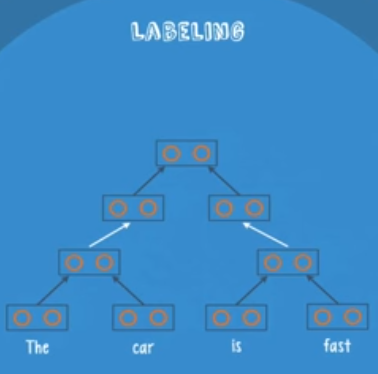 LABELING
The car is fast